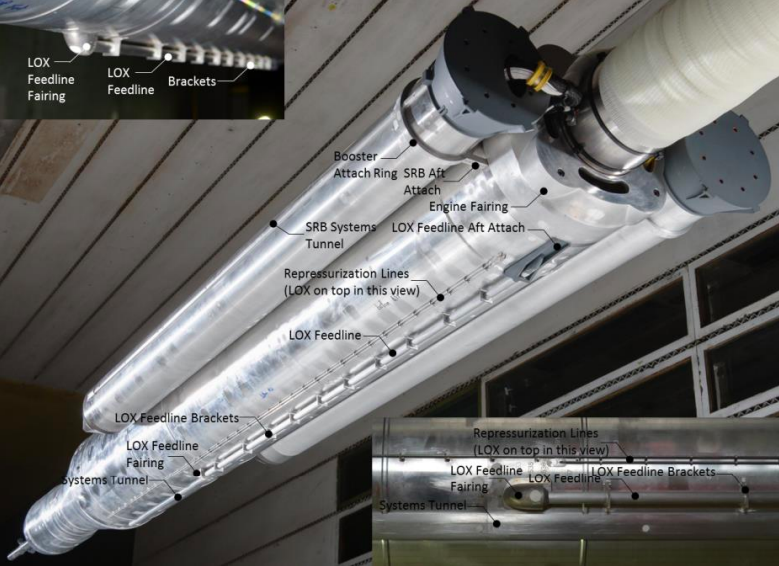 LOX
Feedline
Fairing
LOX
Feedline
Brackets
Booster
Attach Ring
SRB Aft
Attach
Engine Fairing
SRB Systems
Tunnel
LOX Feedline Aft Attach
Repressurization Lines
(LOX on top in this view)
LOX Feedline
LOX Feedline Brackets
LOX Feedline
Fairing
Systems Tunnel
Repressurization Lines
(LOX on top in this view)
LOX Feedline
Fairing
LOX Feedline
LOX Feedline Brackets
Systems Tunnel